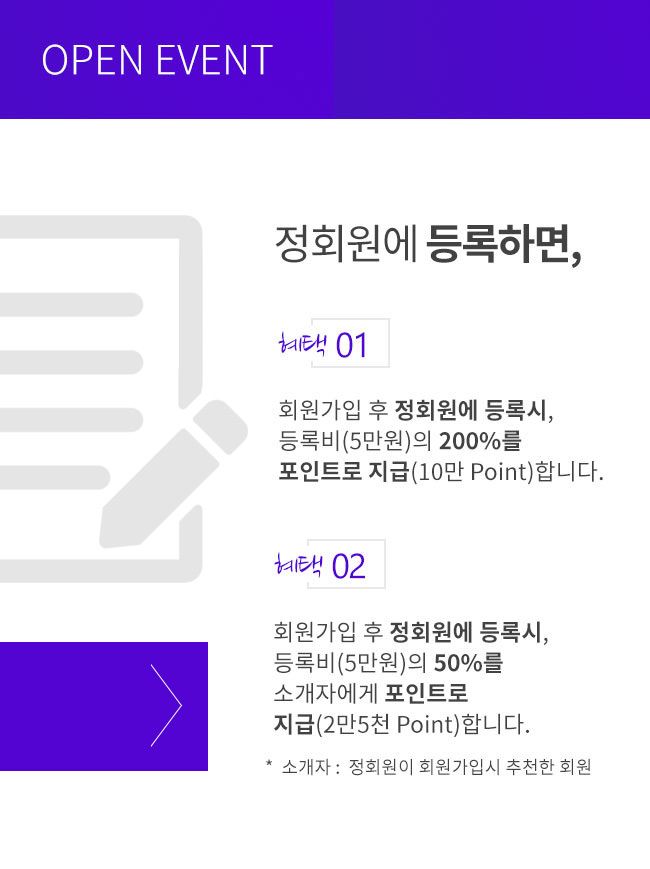 OPEN EVENT
정회원에 등록하면,
혜택 01
회원가입 후 정회원에 등록시,
등록비(5만원)의 200%를
포인트로 지급(10만 Point)합니다.
혜택 02
회원가입 후 정회원에 등록시,
등록비(5만원)의 50%를
소개자에게 포인트로
지급(2만5천 Point)합니다.
* 소개자 : 정회원이 회원가입시 추천한 회원